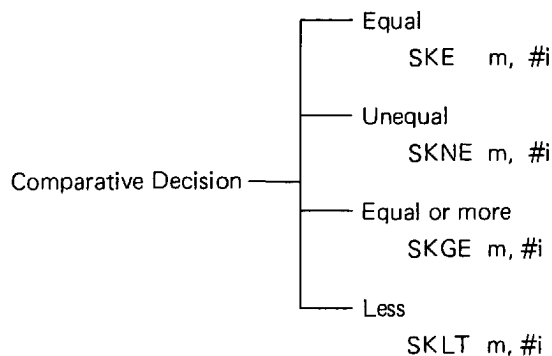 Equal
SKE m, #i
Unequal
SKNE m, #i
Comparative Decision
Equal or more
SKGE m, #i
Less
SKLT m, #i